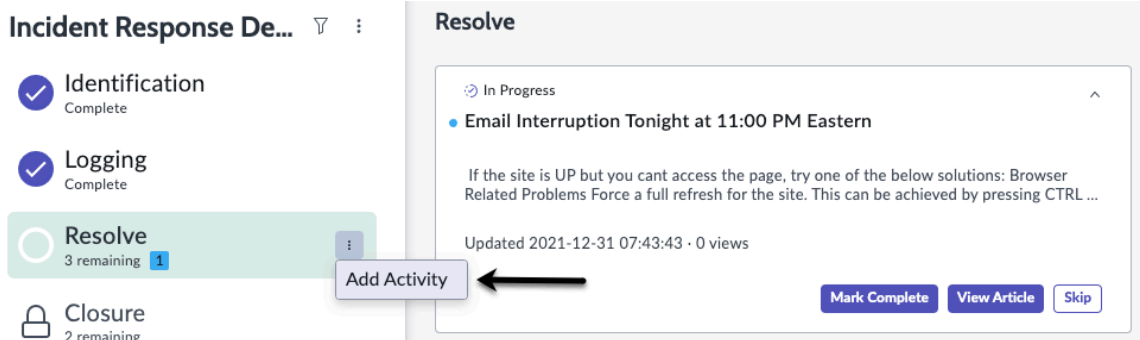 Incident Response De...
Identification
Complete
Logging
Complete
Resolve
3 remaining 1
Add Activity
Closure
2 remaining
Resolve
In Progress
Email Interruption Tonight at 11:00 PM Eastern
If the site is UP but you cant access the page, try one of the below solutions: Browser
Related Problems Force a full refresh for the site. This can be achieved by pressing CTRL ...
Updated 2021-12-31 07:43:43 · 0 views
Mark Complete View Article Skip